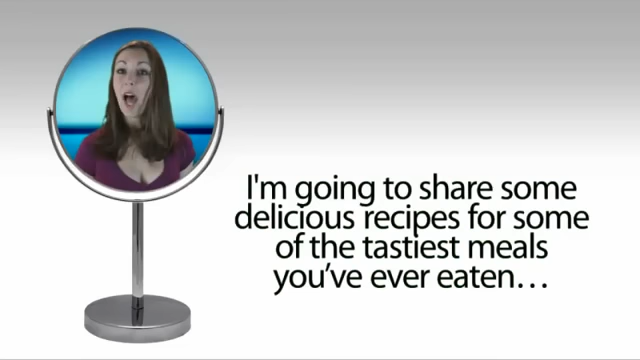 I'm going to share some
delicious recipes for some
of the tastiest meals
you've ever eaten...